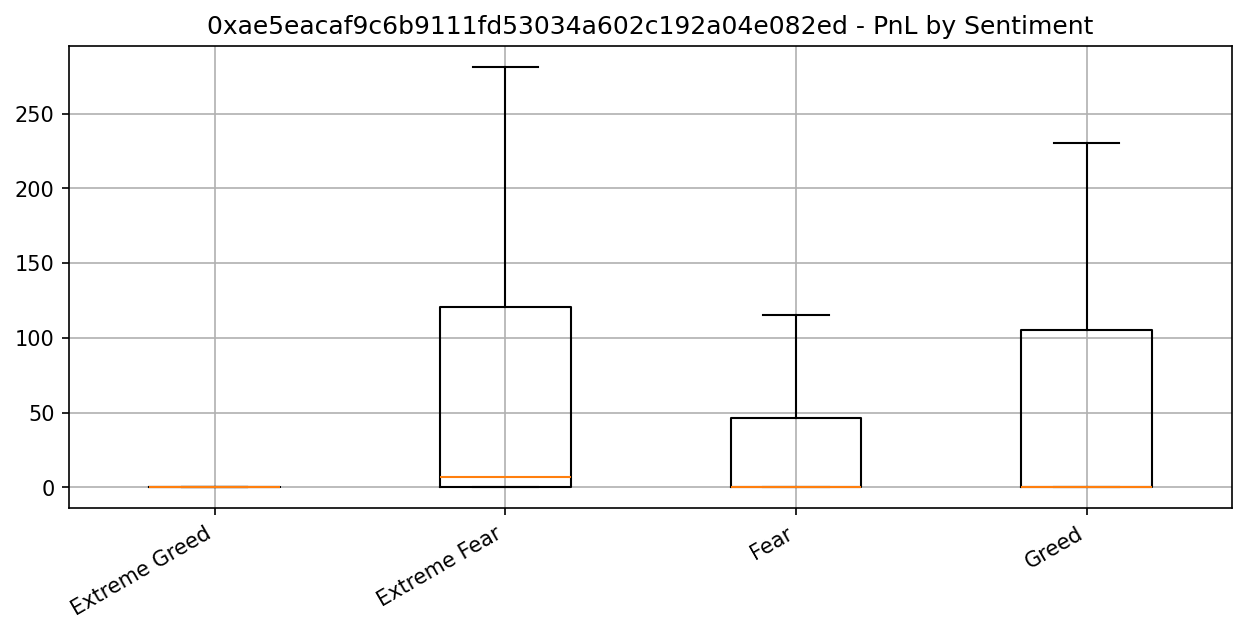 0xae5eacaf9c6b9111fd53034a602c192a04e082ed - PnL by Sentiment
250
200
150
100
50
0
Extreme Greed
Extreme Fear
Fear
Greed